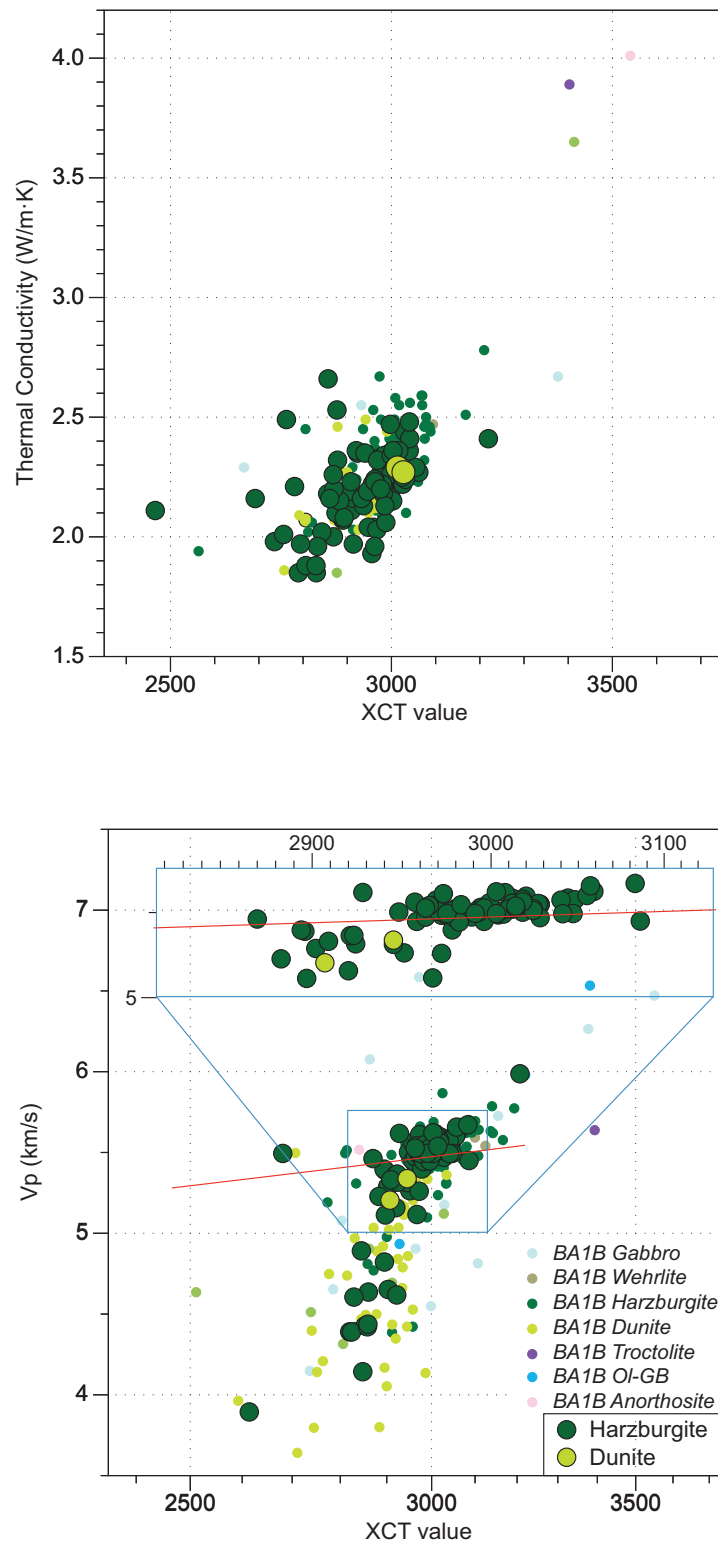 4.0
3.5
3.0
2.5
2.0
1.5
Thermal Conductivity (W/m·K)
2500 3000 3500
XCT value
2900 3000 3100
7
5
6
5
4
Vp (km/s)
BA1B Gabbro
BA1B Wehrlite
BA1B Harzburgite
BA1B Dunite
BA1B Troctolite
BA1B Ol-GB
BA1B Anorthosite
Harzburgite
Dunite
2500 3000 3500
XCT value